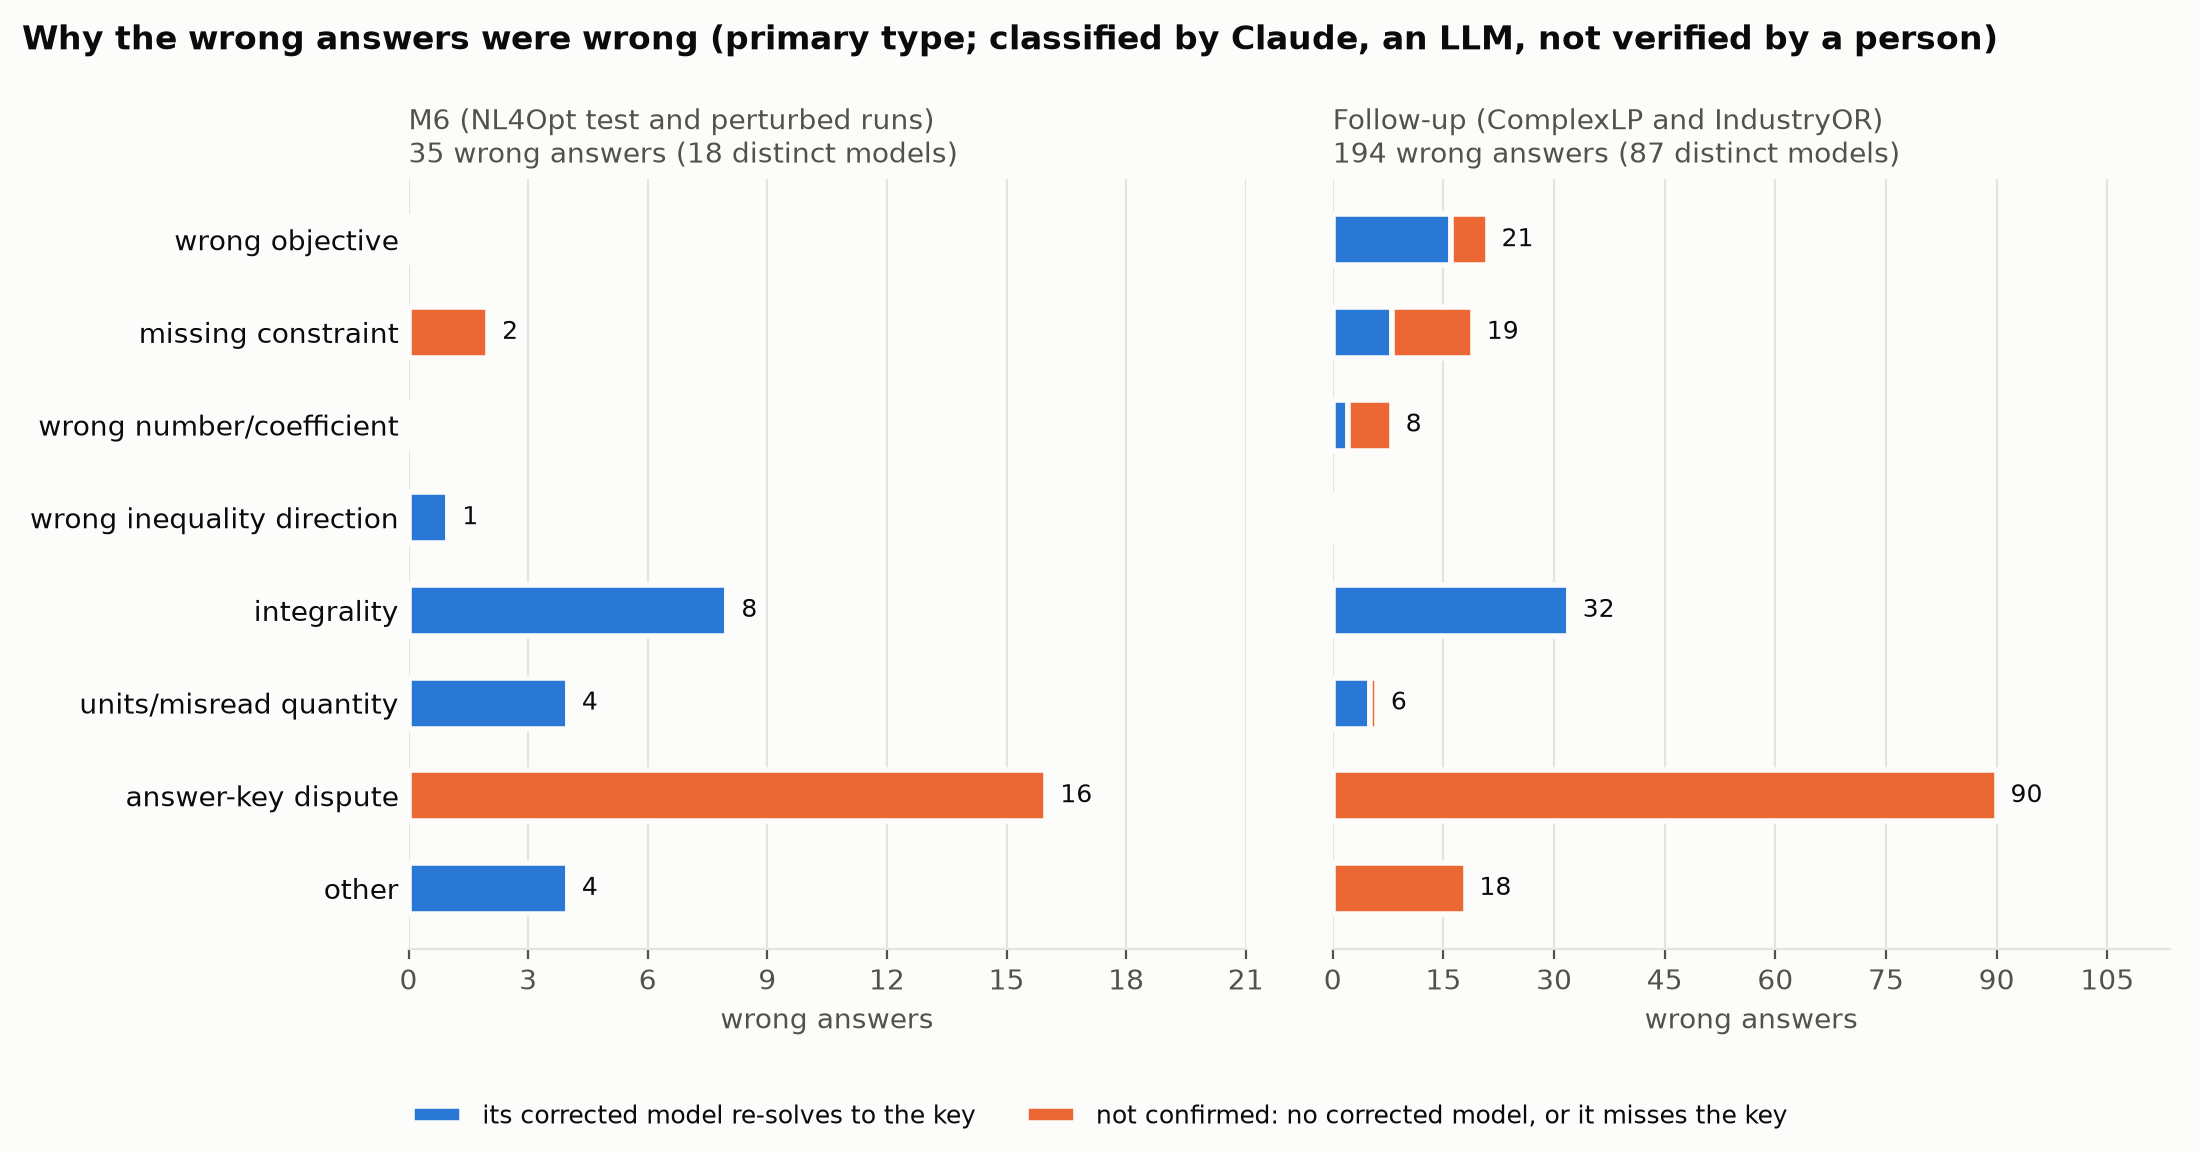 Why the wrong answers were wrong (primary type; classified by Claude, an LLM, not verified by a person)
M6 (NL4Opt test and perturbed runs)
35 wrong answers (18 distinct models)
Follow-up (ComplexLP and IndustryOR)
194 wrong answers (87 distinct models)
wrong objective 21
missing constraint 2 19
wrong number/coefficient 8
wrong inequality direction 1
integrality 8 32
units/misread quantity 4 6
answer-key dispute 16 90
other 4 18
0 3 6 9 12 15 18 21
0 15 30 45 60 75 90 105
wrong answers
wrong answers
its corrected model re-solves to the key
not confirmed: no corrected model, or it misses the key